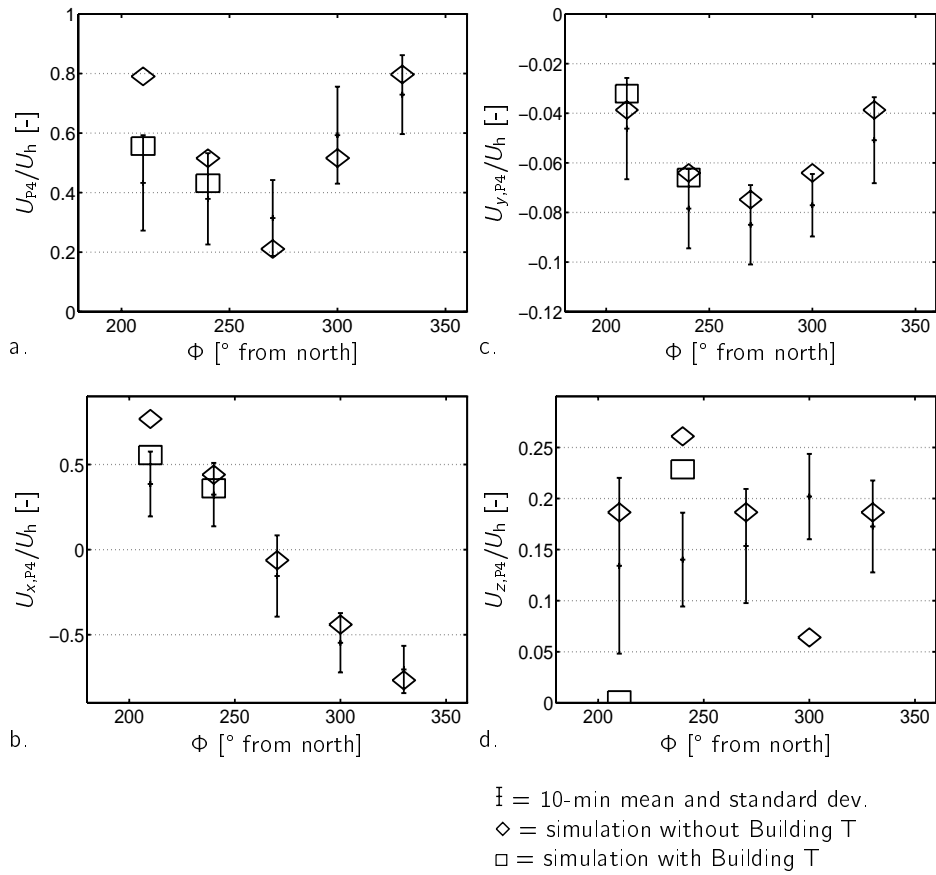 1
0.8
0.6
0.4
0.2
0
200 250 300 350
U_P4/U_h [-]
Φ [° from north]
a.
0
−0.02
−0.04
−0.06
−0.08
−0.1
−0.12
200 250 300 350
U_y,P4/U_h [-]
Φ [° from north]
c.
0.5
0
−0.5
200 250 300 350
U_x,P4/U_h [-]
Φ [° from north]
b.
0.25
0.2
0.15
0.1
0.05
0
200 250 300 350
U_z,P4/U_h [-]
Φ [° from north]
d.
= 10-min mean and standard dev.
= simulation without Building T
= simulation with Building T